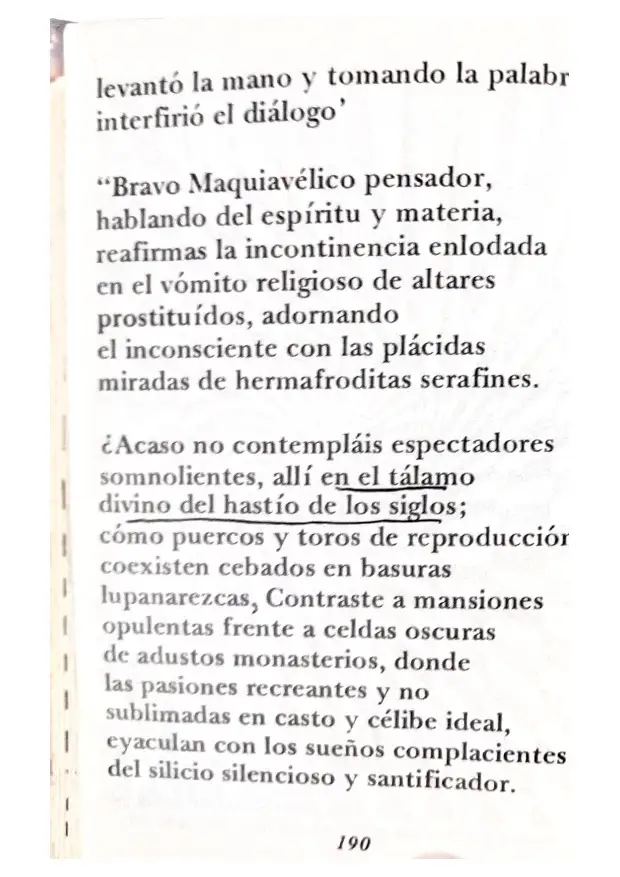 levantó la mano y tomando la palabr
interfirió el diálogo’
“Bravo Maquiavélico pensador,
hablando del espíritu y materia,
reafirmas la incontinencia enlodada
en el vómito religioso de altares
prostituídos, adornando
el inconsciente con las plácidas
miradas de hermafroditas serafines.
¿Acaso no contempláis espectadores
somnolientes, allí en el tálamo
divino del hastío de los siglos;
cómo puercos y toros de reproducción
coexisten cebados en basuras
lupanarezcas, Contraste a mansiones
opulentas frente a celdas oscuras
de adustos monasterios, donde
las pasiones recreantes y no
sublimadas en casto y célibe ideal,
eyaculan con los sueños complacientes
del silicio silencioso y santificador.
190